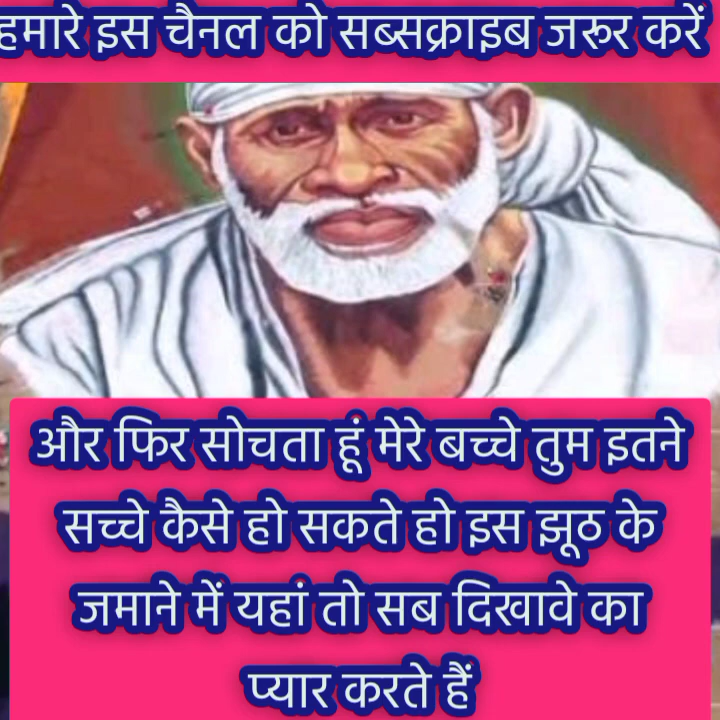 हमारे इस चैनल को सब्सक्राइब जरूर करें
और फिर सोचता हूं मेरे बच्चे तुम इतने
सच्चे कैसे हो सकते हो इस झूठ के
जमाने में यहां तो सब दिखावे का
प्यार करते हैं